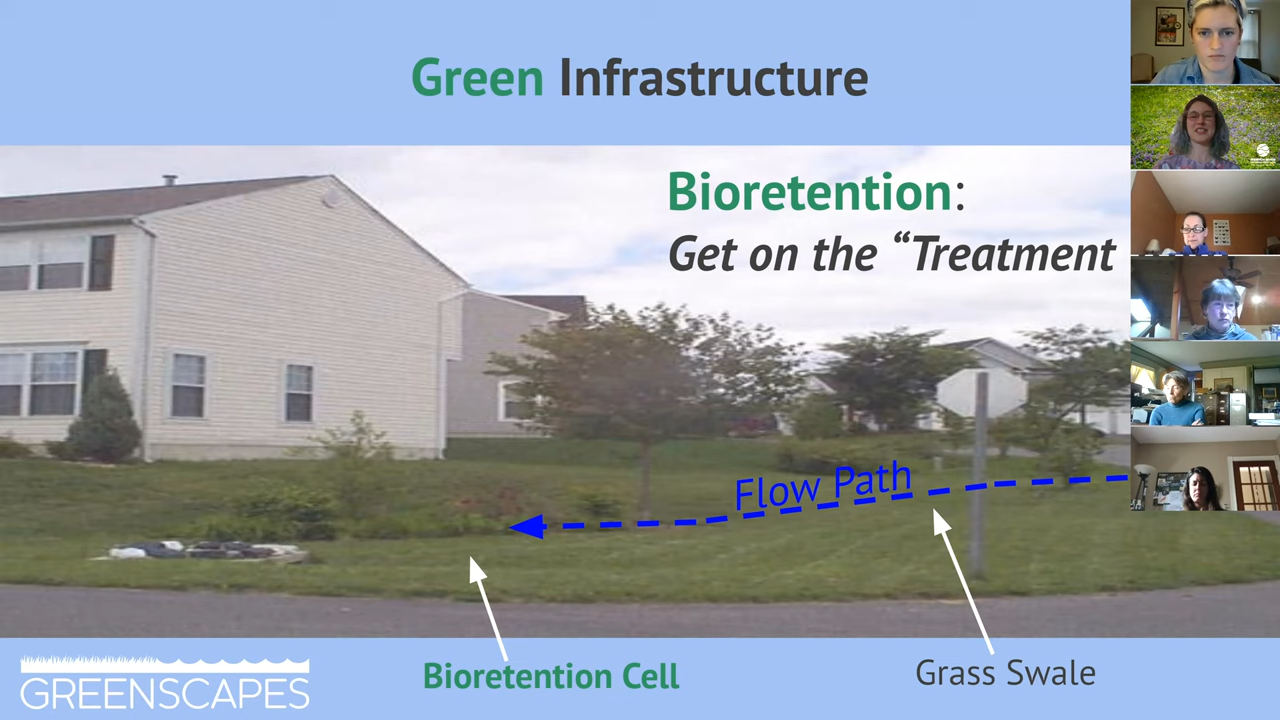 Green Infrastructure
Bioretention:
Get on the “Treatment
Flow Path
Bioretention Cell
Grass Swale
GREENSCAPES